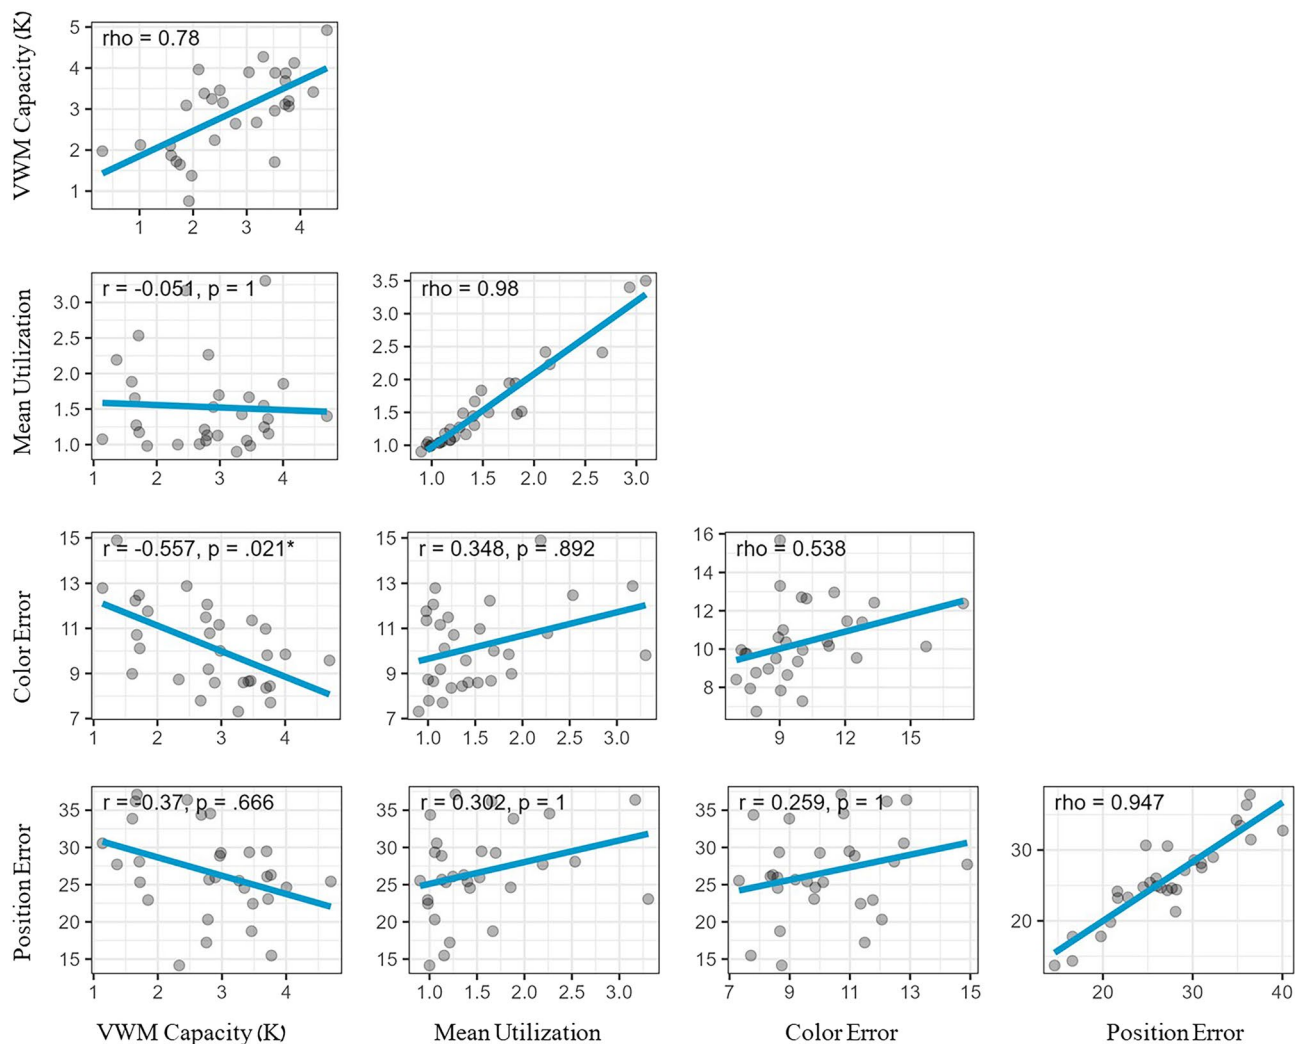 VWM Capacity (K)
rho = 0.78
5
4
3
2
1
1 2 3 4
Mean Utilization
r = -0.051, p = 1
3.0
2.5
2.0
1.5
1.0
1 2 3 4
rho = 0.98
3.5
3.0
2.5
2.0
1.5
1.0
1.0 1.5 2.0 2.5 3.0
Color Error
r = -0.557, p = .021*
15
13
11
9
7
1 2 3 4
r = 0.348, p = .892
15
13
11
9
7
1.0 1.5 2.0 2.5 3.0
rho = 0.538
16
14
12
10
8
9 12 15
Position Error
r = -0.37, p = .666
35
30
25
20
15
1 2 3 4
r = 0.302, p = 1
35
30
25
20
15
1.0 1.5 2.0 2.5 3.0
r = 0.259, p = 1
35
30
25
20
15
7 9 11 13 15
rho = 0.947
30
20
20 30 40
VWM Capacity (K) Mean Utilization Color Error Position Error